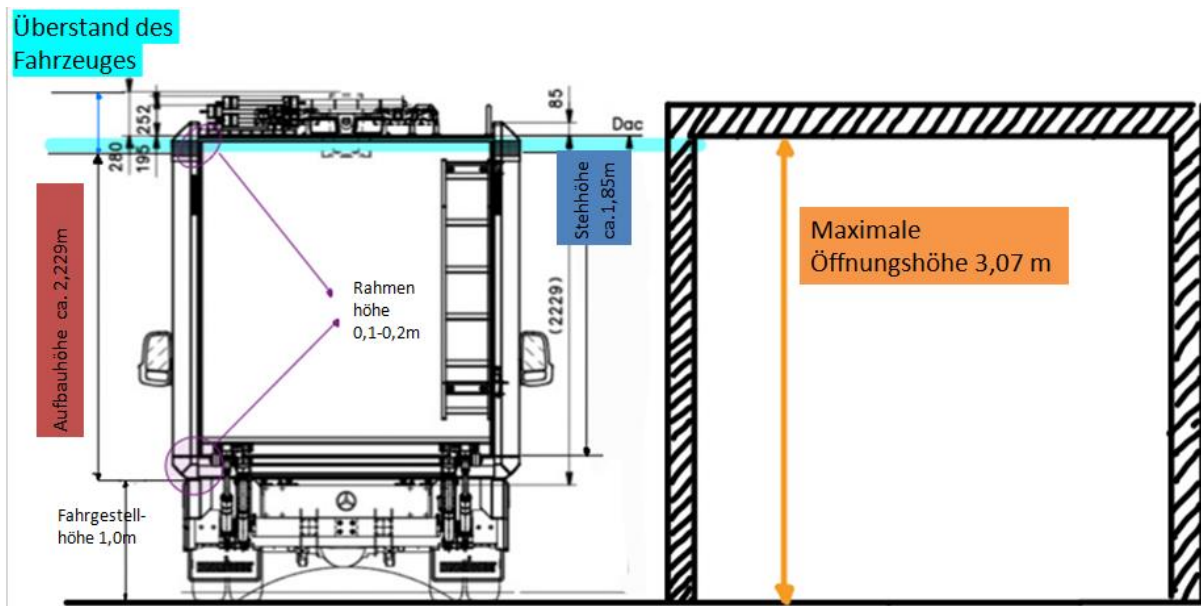 Überstand des
Fahrzeuges
85
252
Dac
280
195
Aufbauhöhe ca. 2,229m
Stehhöhe
ca.1,85m
Maximale
Öffnungshöhe 3,07 m
Rahmen
höhe
0,1-0,2m
(2229)
Fahrgestell-
höhe 1,0m